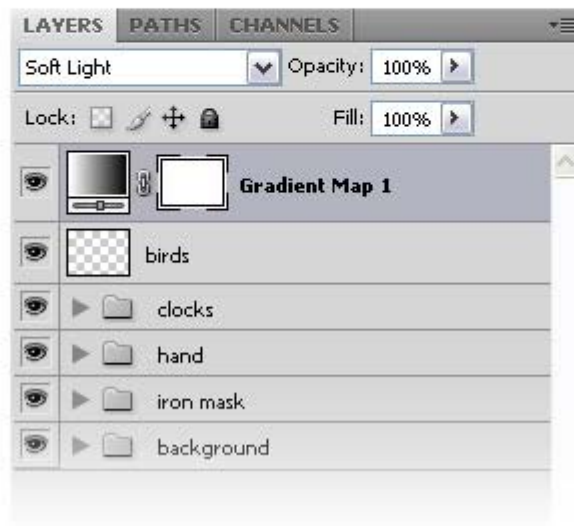 LAYERS PATHS CHANNELS
Soft Light Opacity: 100%
Lock: Fill: 100%
Gradient Map 1
birds
clocks
hand
iron mask
background